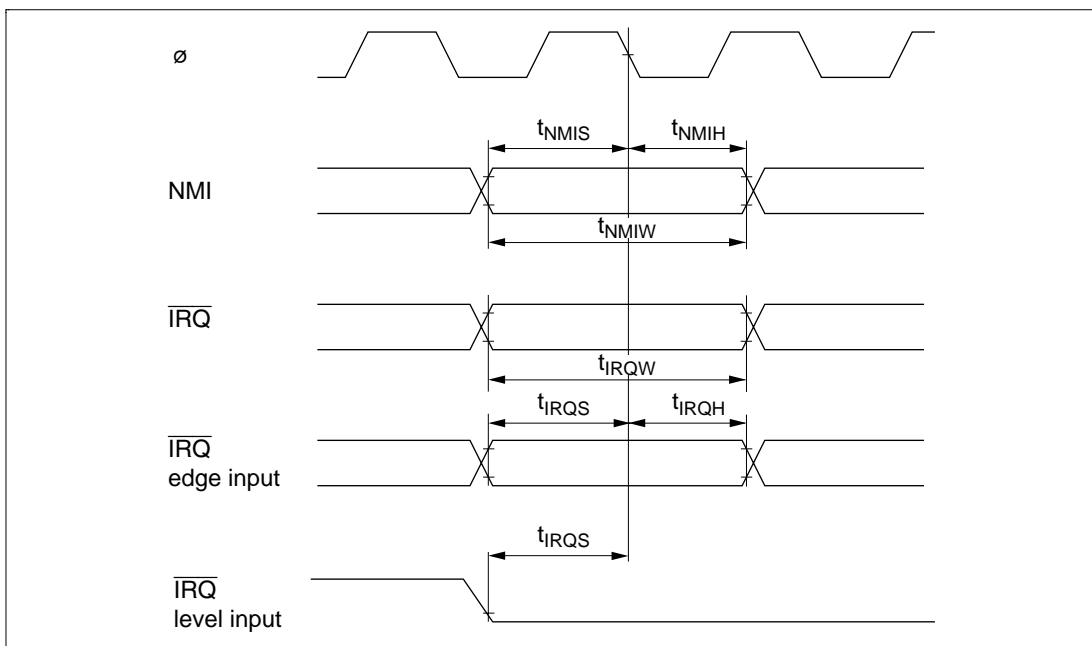 ø
tNMIS tNMIH
NMI
tNMIW
IRQ
tIRQW
tIRQS tIRQH
IRQ
edge input
tIRQS
IRQ
level input